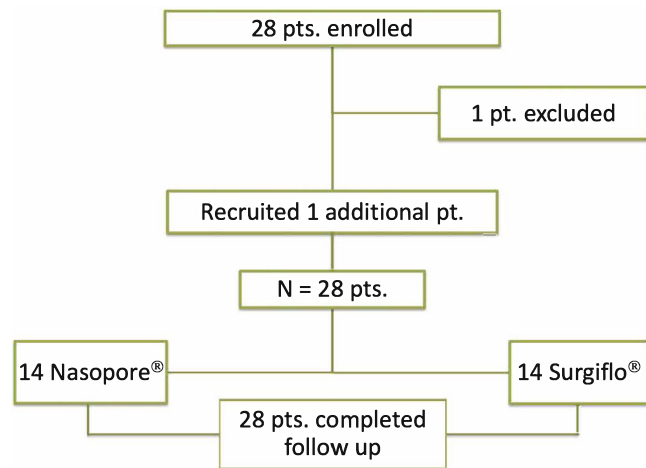 28 pts. enrolled
1 pt. excluded
Recruited 1 additional pt.
N = 28 pts.
14 Nasopore®
14 Surgiflo®
28 pts. completed
follow up